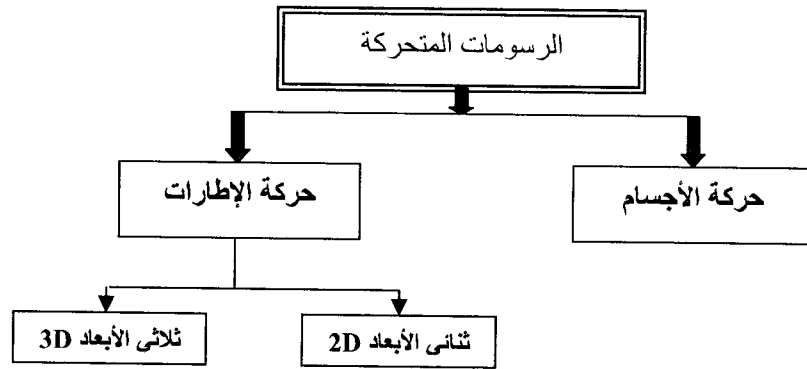 الرسومات المتحركة
حركة الأجسام
حركة الإطارات
ثنائى الأبعاد 2D
ثلاثى الأبعاد 3D